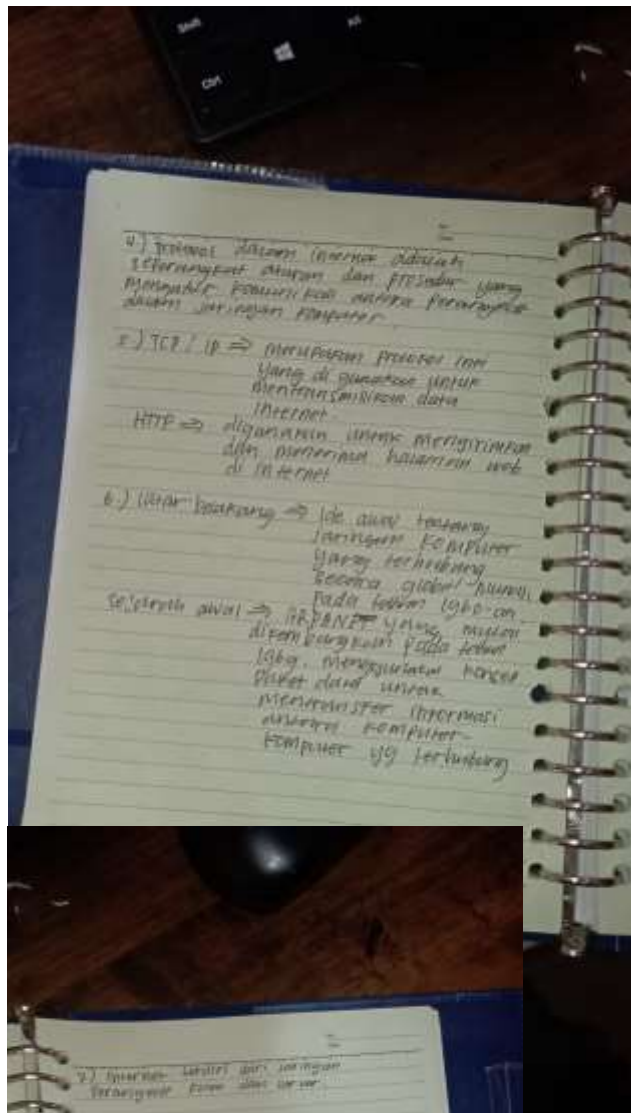 Shift
Alt
Ctrl
4.) Protokol dalam internet adalah
seperangkat aturan dan prosedur yang
mengatur komunikasi antara perangkat
dalam jaringan komputer.
5.) TCP / IP ⇒ merupakan protokol inti
yang di gunakan untuk
mentransmisikan data
internet
HTTP ⇒ digunakan untuk mengirimkan
dan menerima halaman web
di internet
6.) latar belakang ⇒ Ide awal tentang
jaringan komputer
yang terhubung
secara global muncul
pada tahun 1960-an
sejarah awal ⇒ ARPANET yang mulai
dikembangkan pada tahun
1969. menggunakan konsep
paket data untuk
mentransfer informasi
antara komputer-
komputer yg terhubung
7.) Internet terdiri dari jaringan
perangkat keras dan server.